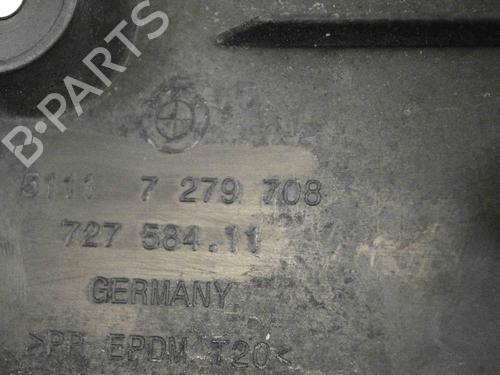 B-PARTS
5111 7 279 708
727 584.11
GERMANY
>PP EPDM T20<